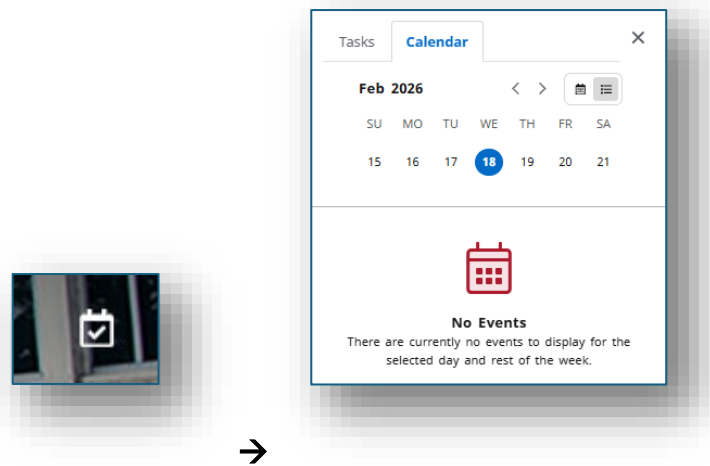 Tasks Calendar
Feb 2026
SU MO TU WE TH FR SA
15 16 17 18 19 20 21
No Events
There are currently no events to display for the
selected day and rest of the week.